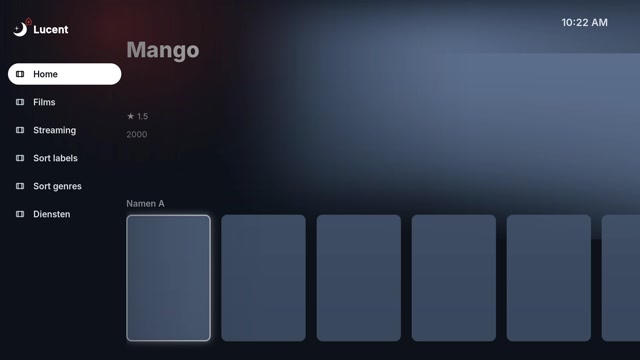 Lucent
10:22 AM
Mango
Home
Films
★ 1.5
Streaming
2000
Sort labels
Sort genres
Namen A
Diensten